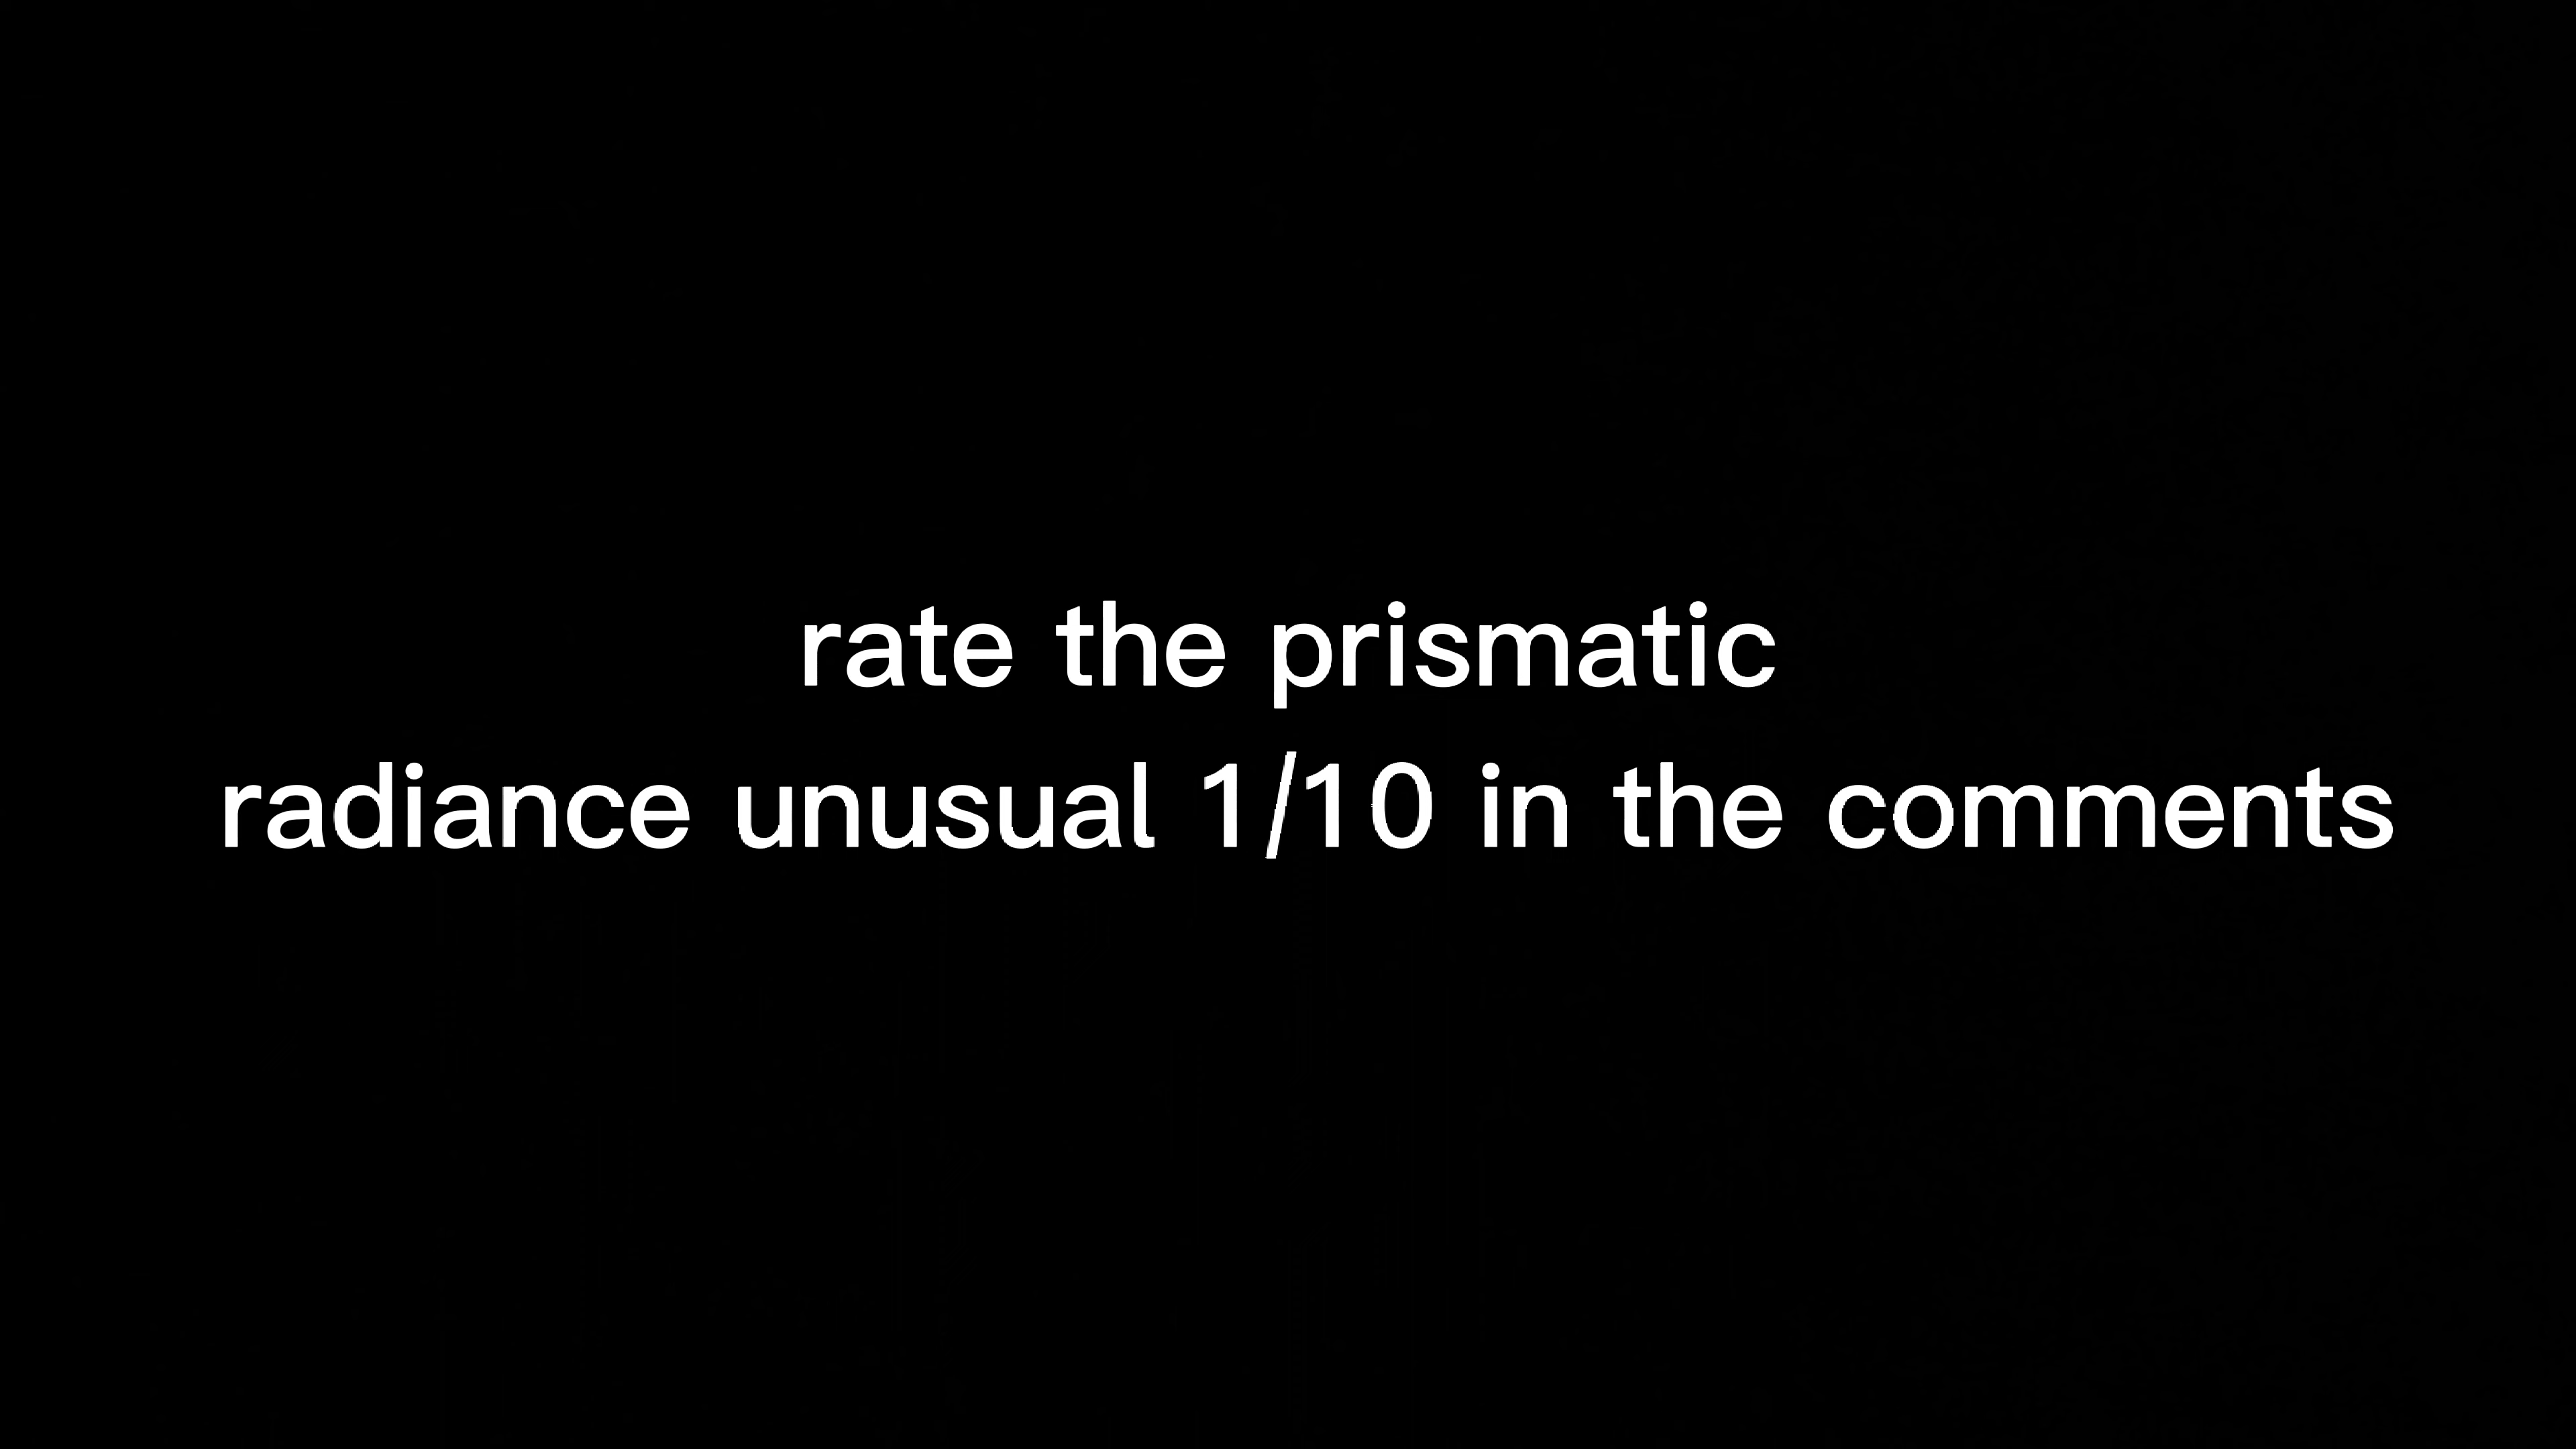 rate the prismatic
radiance unusual 1/10 in the comments